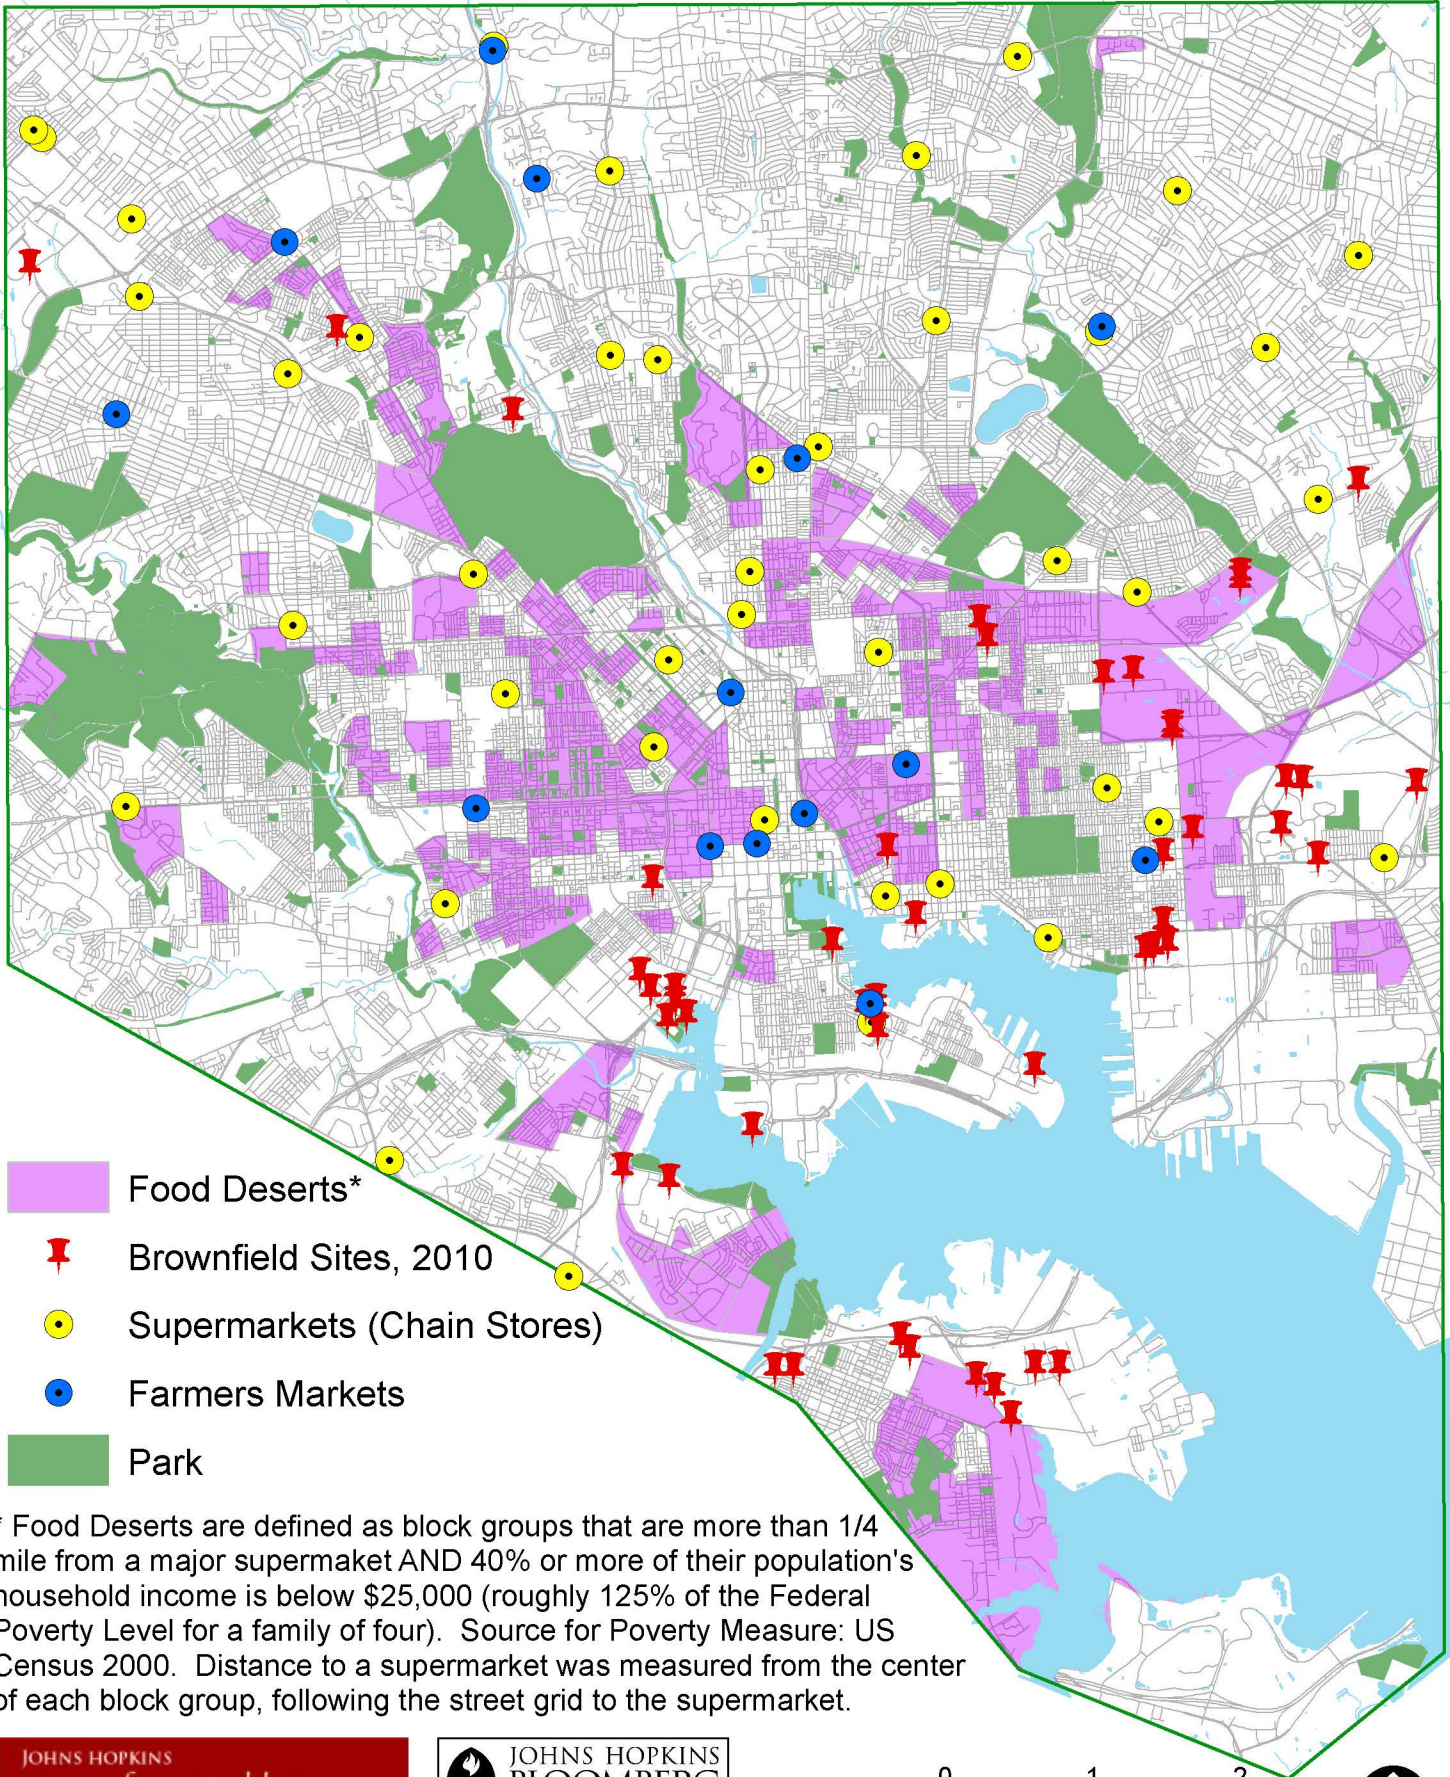 Food Deserts*
Brownfield Sites, 2010
Supermarkets (Chain Stores)
Farmers Markets
Park
* Food Deserts are defined as block groups that are more than 1/4
mile from a major supermaket AND 40% or more of their population's
household income is below $25,000 (roughly 125% of the Federal
Poverty Level for a family of four). Source for Poverty Measure: US
Census 2000. Distance to a supermarket was measured from the center
of each block group, following the street grid to the supermarket.
JOHNS HOPKINS
JOHNS HOPKINS
BLOOMBERG
0 1 2